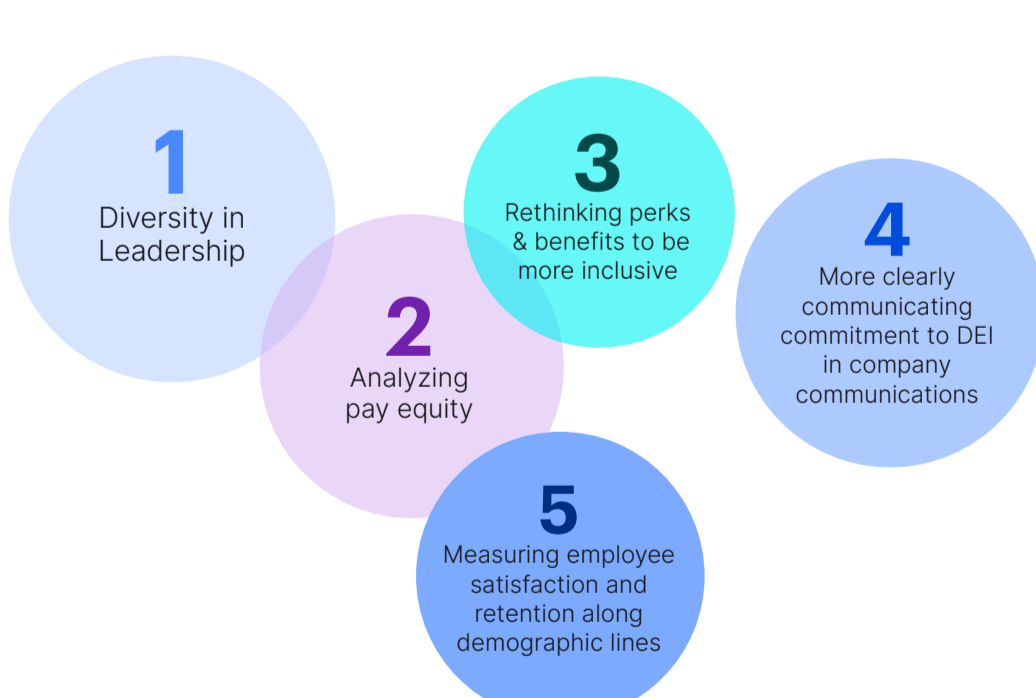 1
Diversity in
Leadership
2
Analyzing
pay equity
3
Rethinking perks
& benefits to be
more inclusive
4
More clearly
communicating
commitment to DEI
in company
communications
5
Measuring employee
satisfaction and
retention along
demographic lines